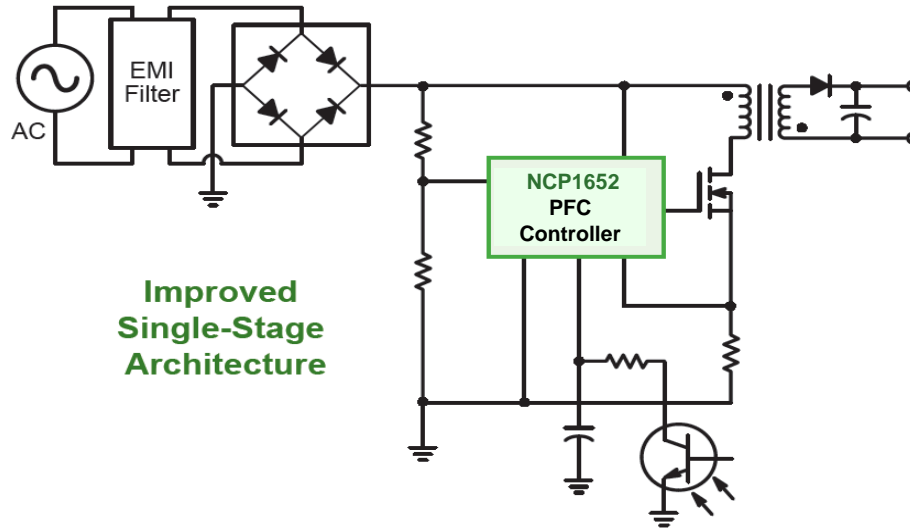 EMI
Filter
AC
NCP1652
PFC
Controller
Improved
Single-Stage
Architecture